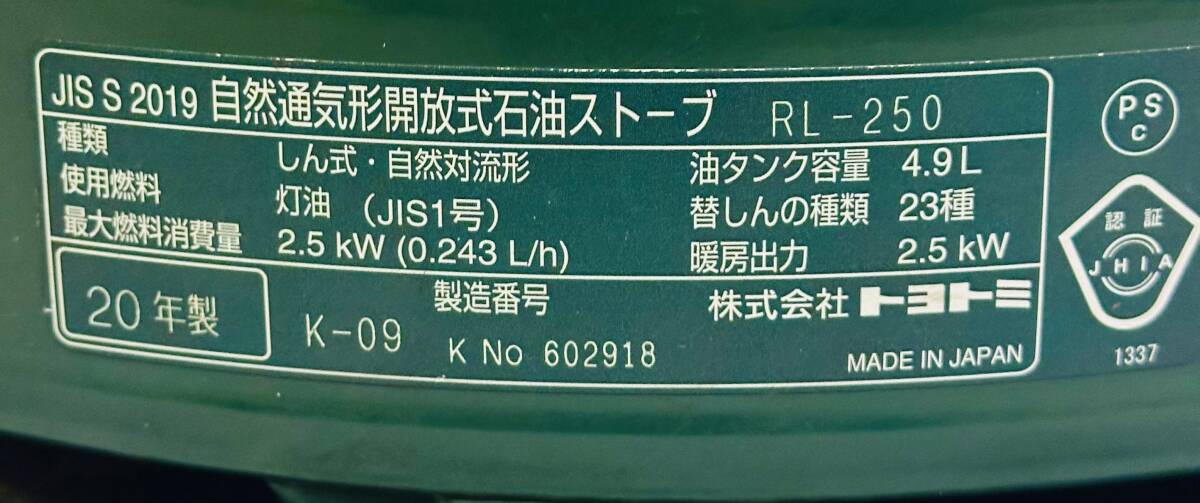 JIS S 2019 自然通気形開放式石油ストーブ RL-250
種類 しん式・自然対流形 油タンク容量 4.9L
使用燃料 灯油 (JIS1号) 替しんの種類 23種
最大燃料消費量 2.5 kW (0.243 L/h) 暖房出力 2.5 kW
20年製 K-09 製造番号 K No 602918
株式会社 トヨトミ
MADE IN JAPAN
PS
C
認証
JHIA
1337